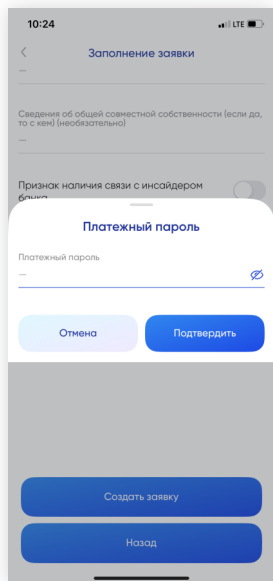 10:24
LTE
Заполнение заявки
—
Сведения об общей совместной собственности (если да,
то с кем) (необязательно)
—
Признак наличия связи с инсайдером
банка
Платежный пароль
Платежный пароль
—
Отмена
Подтвердить
Создать заявку
Назад